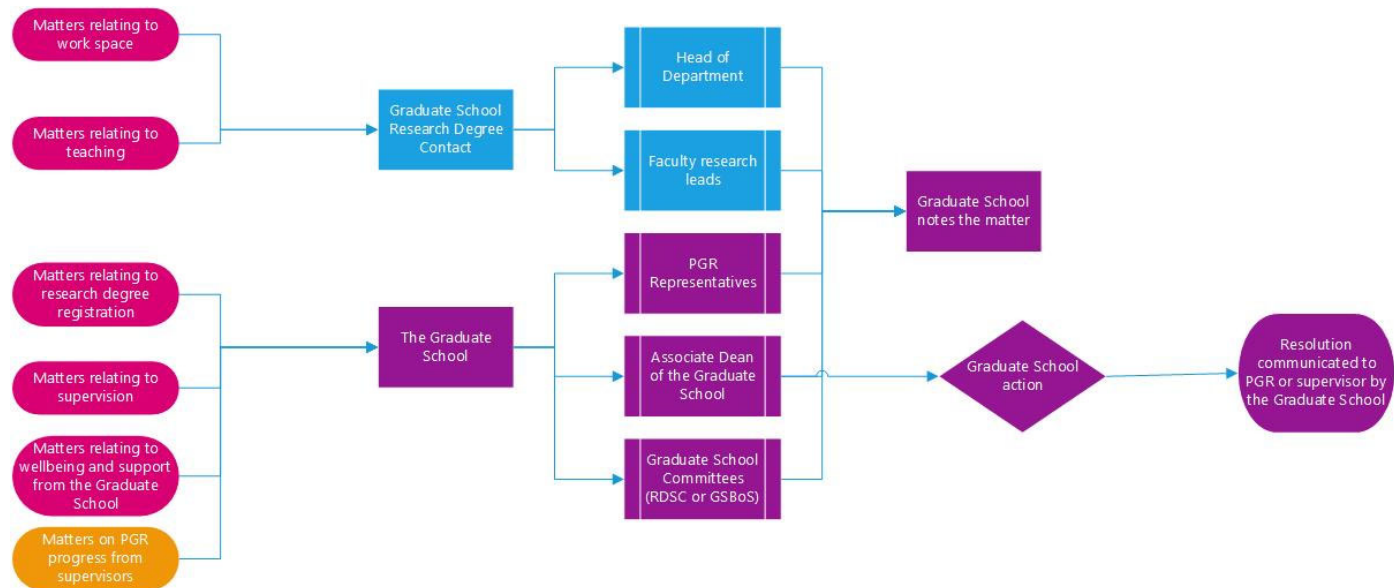 Matters relating to
work space
Matters relating to
teaching
Graduate School
Research Degree
Contact
Head of
Department
Faculty research
leads
Graduate School
notes the matter
Matters relating to
research degree
registration
Matters relating to
supervision
Matters relating to
wellbeing and support
from the Graduate
School
Matters on PGR
progress from
supervisors
The Graduate
School
PGR
Representatives
Associate Dean
of the Graduate
School
Graduate School
Committees
(RDSC or GSBoS)
Graduate School
action
Resolution
communicated to
PGR or supervisor by
the Graduate School